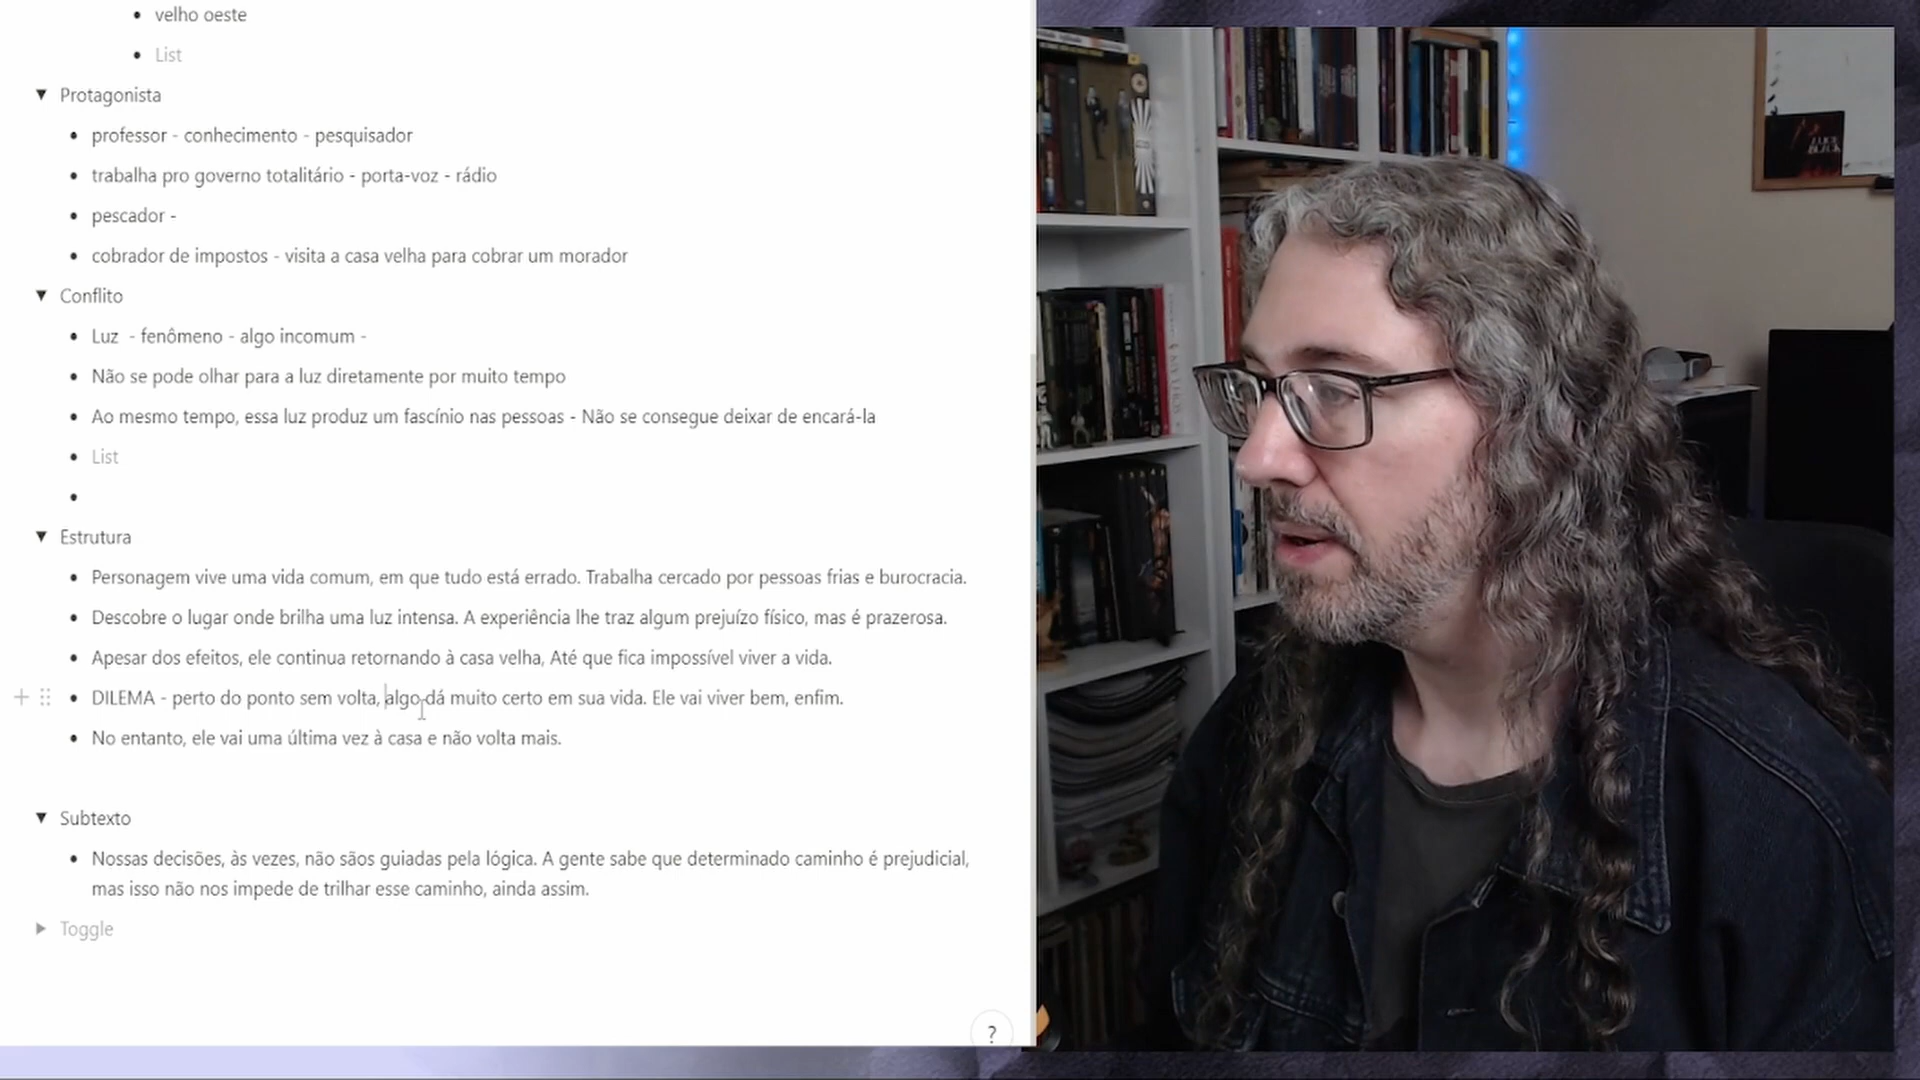 velho oeste
List
Protagonista
professor - conhecimento - pesquisador
trabalha pro governo totalitário - porta-voz - rádio
pescador -
cobrador de impostos - visita a casa velha para cobrar um morador
Conflito
Luz - fenômeno - algo incomum -
Não se pode olhar para a luz diretamente por muito tempo
Ao mesmo tempo, essa luz produz um fascínio nas pessoas - Não se consegue deixar de encará-la
List
Estrutura
Personagem vive uma vida comum, em que tudo está errado. Trabalha cercado por pessoas frias e burocracia.
Descobre o lugar onde brilha uma luz intensa. A experiência lhe traz algum prejuízo físico, mas é prazerosa.
Apesar dos efeitos, ele continua retornando à casa velha, Até que fica impossível viver a vida.
DILEMA - perto do ponto sem volta, algo dá muito certo em sua vida. Ele vai viver bem, enfim.
No entanto, ele vai uma última vez à casa e não volta mais.
Subtexto
Nossas decisões, às vezes, não sãos guiadas pela lógica. A gente sabe que determinado caminho é prejudicial,
mas isso não nos impede de trilhar esse caminho, ainda assim.
Toggle
?